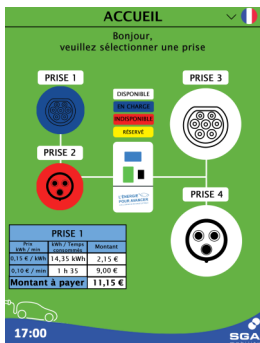 ACCUEIL
Bonjour,
veuillez sélectionner une prise
PRISE 1
PRISE 3
DISPONIBLE
EN CHARGE
INDISPONIBLE
RÉSERVÉ
PRISE 2
L'ÉNERGIE
POUR AVANCER
PRISE 4
PRISE 1
Prix
kWh / min
kWh / Temps
consommés
Montant
0,15 € / kWh
14,35 kWh
2,15 €
0,10 € / min
1 h 35
9,00 €
Montant à payer
11,15 €
17:00
SGA